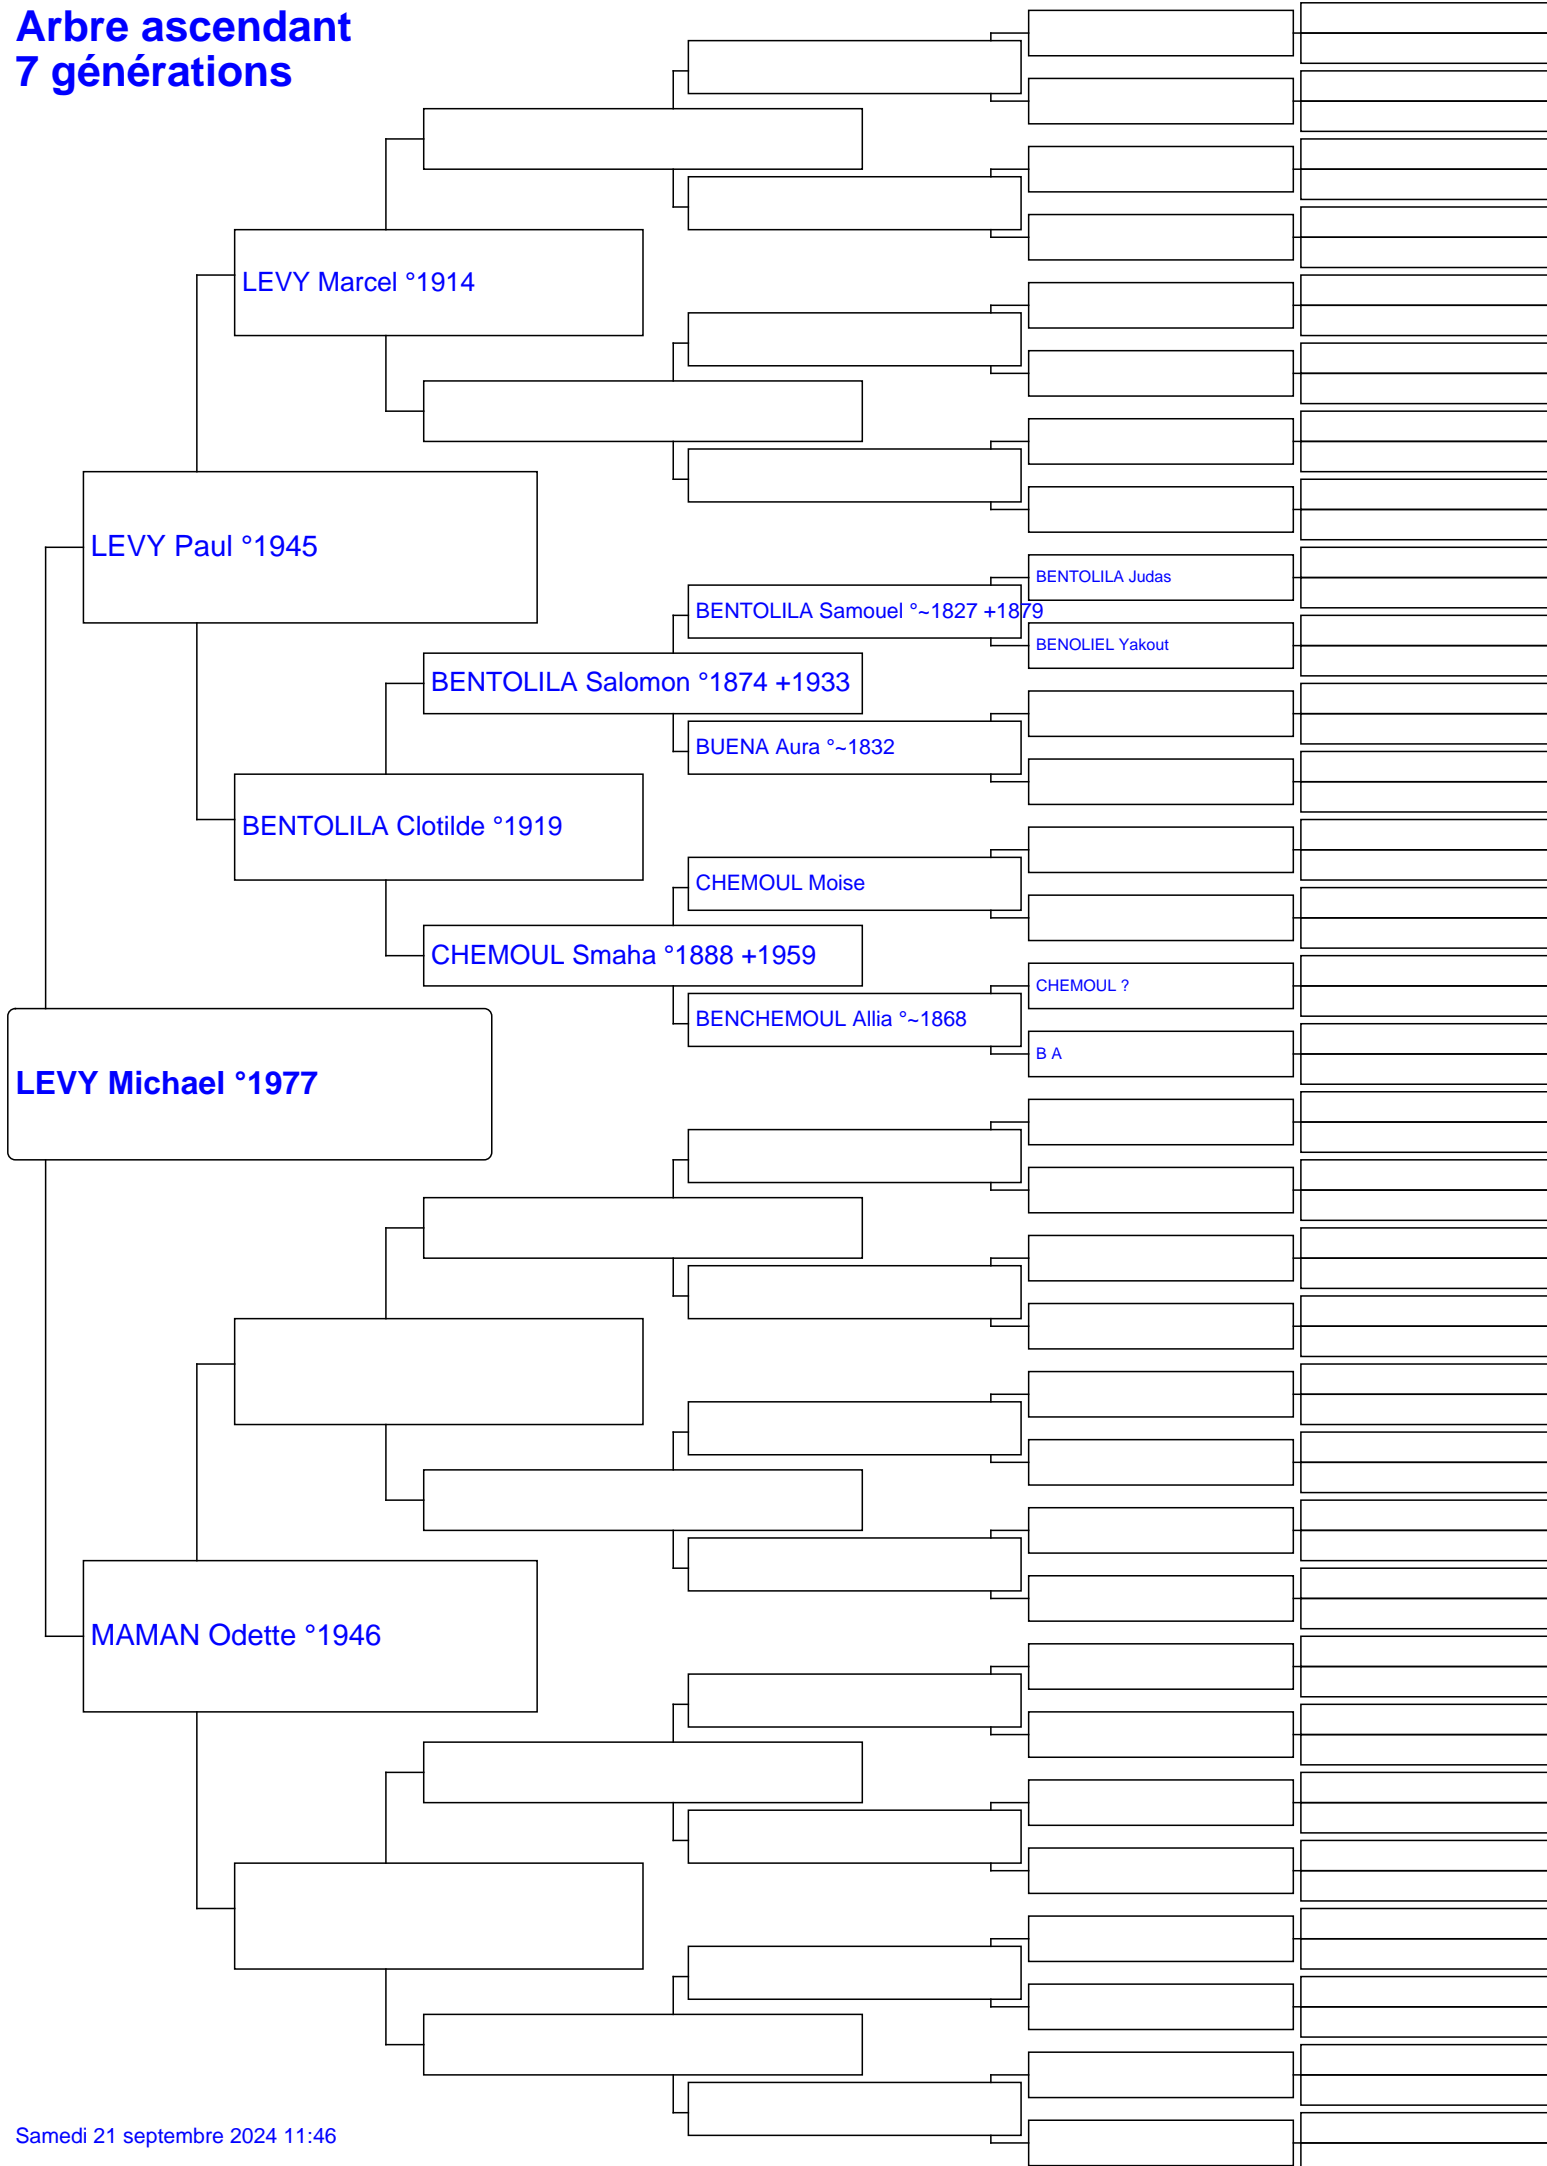 Arbre ascendant
7 générations
LEVY Marcel °1914
LEVY Paul °1945
BENTOLILA Judas
BENTOLILA Samouel °~1827 +1879
BENOLIEL Yakout
BENTOLILA Salomon °1874 +1933
BUENA Aura °~1832
BENTOLILA Clotilde °1919
CHEMOUL Moise
CHEMOUL Smaha °1888 +1959
CHEMOUL ?
BENCHEMOUL Allia °~1868
B A
LEVY Michael °1977
MAMAN Odette °1946
Samedi 21 septembre 2024 11:46